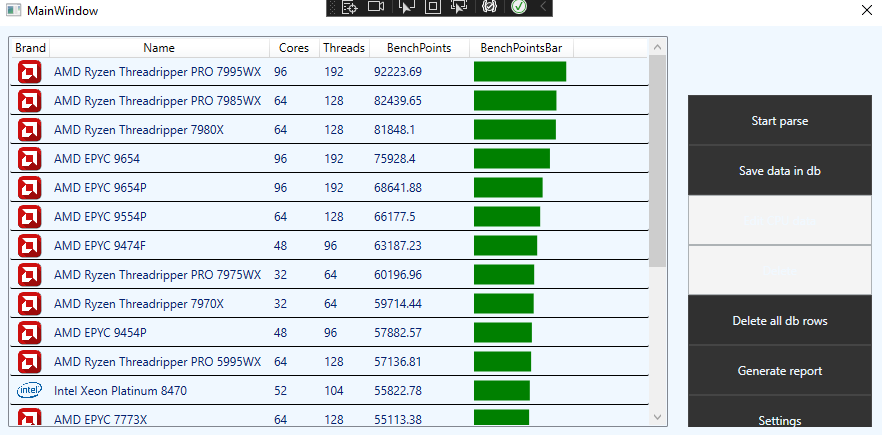 MainWindow
Brand Name Cores Threads BenchPoints BenchPointsBar
AMD Ryzen Threadripper PRO 7995WX 96 192 92223.69
AMD Ryzen Threadripper PRO 7985WX 64 128 82439.65
AMD Ryzen Threadripper 7980X 64 128 81848.1
AMD EPYC 9654 96 192 75928.4
AMD EPYC 9654P 96 192 68641.88
AMD EPYC 9554P 64 128 66177.5
AMD EPYC 9474F 48 96 63187.23
AMD Ryzen Threadripper PRO 7975WX 32 64 60196.96
AMD Ryzen Threadripper 7970X 32 64 59714.44
AMD EPYC 9454P 48 96 57882.57
AMD Ryzen Threadripper PRO 5995WX 64 128 57136.81
intel Intel Xeon Platinum 8470 52 104 55822.78
AMD EPYC 7773X 64 128 55113.38
Start parse
Save data in db
Delete all db rows
Generate report
Settings